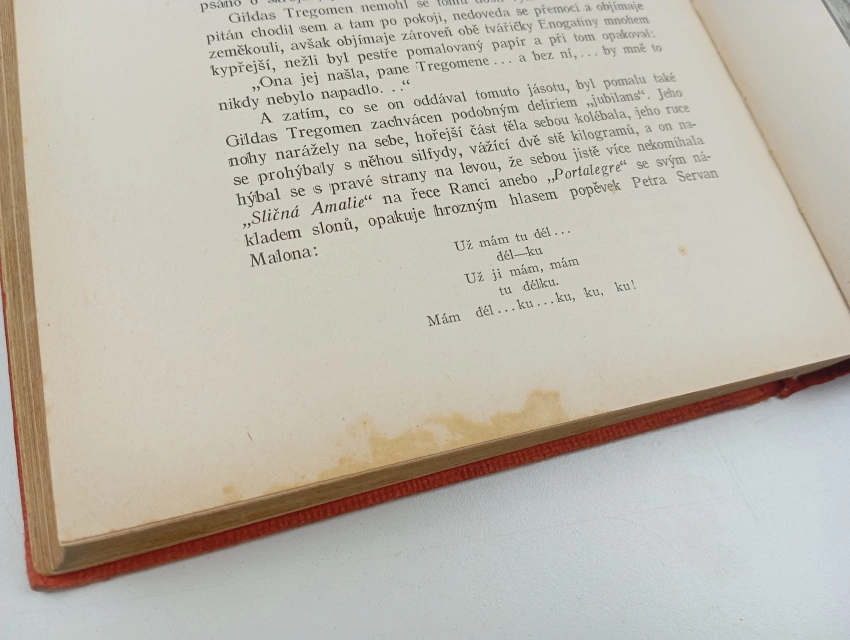 psáno o
Gildas Tregomen nemohl se tomu
pitán chodil sem a tam po pokoji, nedoveda se přemoci a objímaje
zeměkouli, avšak objímaje zároveň obě tvářičky Enogatiny mnohem
kypřejší, nežli byl pestře pomalovaný papír a při tom opakoval:
„Ona jej našla, pane Tregomene... a bez ní,... by mně to
nikdy nebylo napadlo. . .“
A zatím, co se on oddával tomuto jásotu, byl pomalu také
Gildas Tregomen zachvácen podobným deliriem „jubilans“. Jeho
nohy narážely na sebe, hořejší část těla sebou kolébala, jeho ruce
se prohýbaly s něhou silfydy, vážící dvě stě kilogramů, a on na-
hýbal se s pravé strany na levou, že sebou jistě více nekomíhala
„Sličná Amalie“ na řece Ranci anebo „Portalegre“ se svým ná-
kladem slonů, opakuje hrozným hlasem popěvek Petra Servan
Malona:
Už mám tu děl...
dél—ku
Už ji mám, mám
tu délku.
Mám děl...ku...ku, ku, ku!